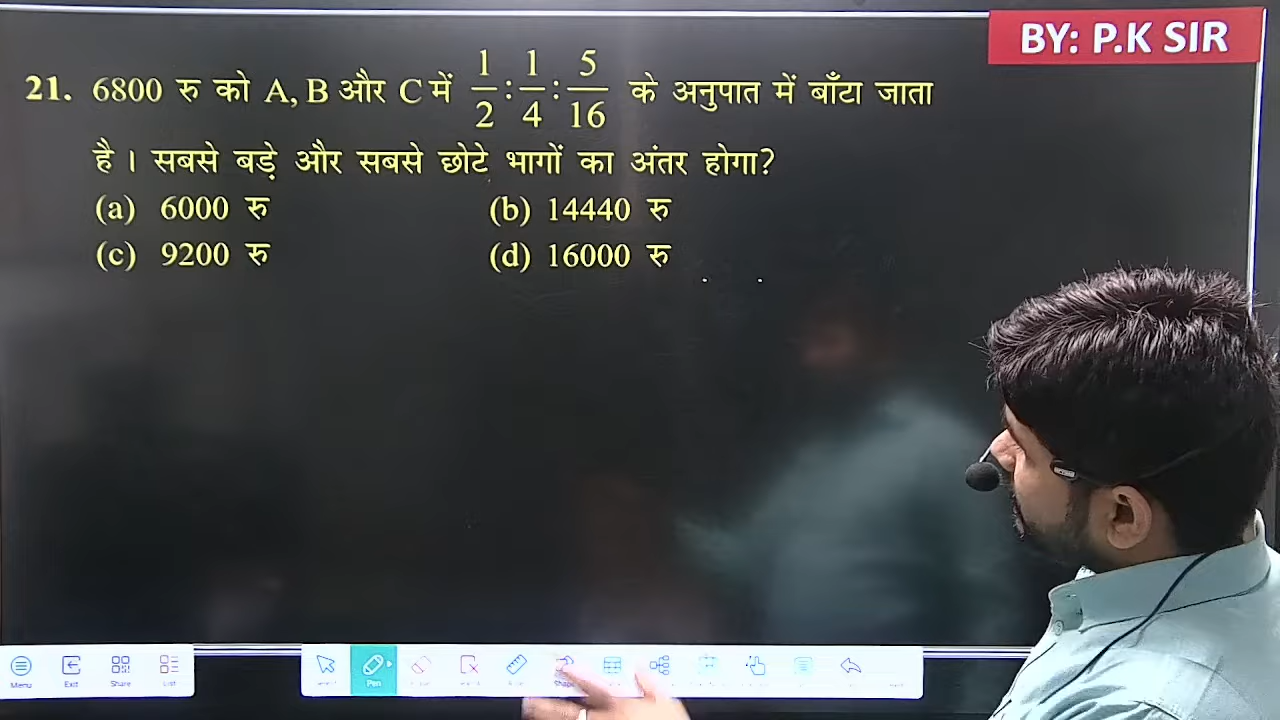 BY: P.K SIR
21. 6800 रु को A, B और C में 1/2 : 1/4 : 5/16 के अनुपात में बाँटा जाता
है। सबसे बड़े और सबसे छोटे भागों का अंतर होगा?
(a) 6000 रु (b) 14440 रु
(c) 9200 रु (d) 16000 रु
Menu Exit Share List Pen Shape